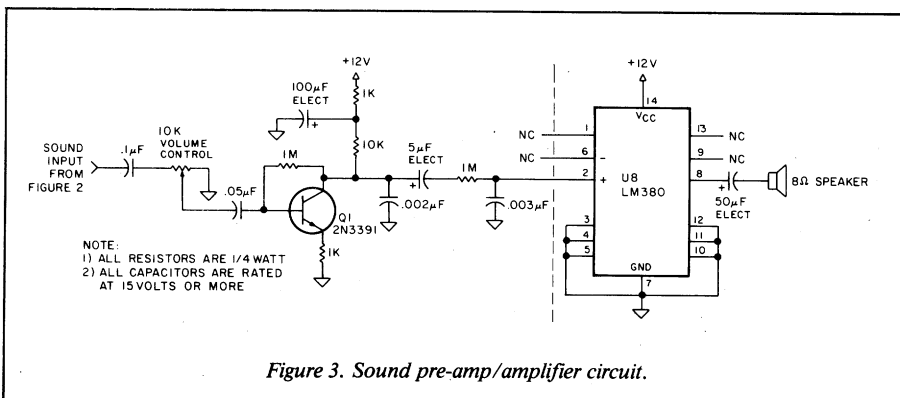 +12V
100µF
ELECT
1K
10K
VOLUME
CONTROL
.1µF
SOUND
INPUT
FROM
FIGURE 2
1M
10K
5µF
ELECT
1M
.05µF
Q1
2N3391
.002µF
.003µF
1K
NOTE:
1) ALL RESISTORS ARE 1/4 WATT
2) ALL CAPACITORS ARE RATED
AT 15 VOLTS OR MORE
+12V
14
VCC
NC 1
13 NC
NC 6 −
9 NC
2 +
8
U8
LM380
50µF
ELECT
8Ω SPEAKER
3
4
5
12
11
10
GND
7
Figure 3. Sound pre-amp/amplifier circuit.